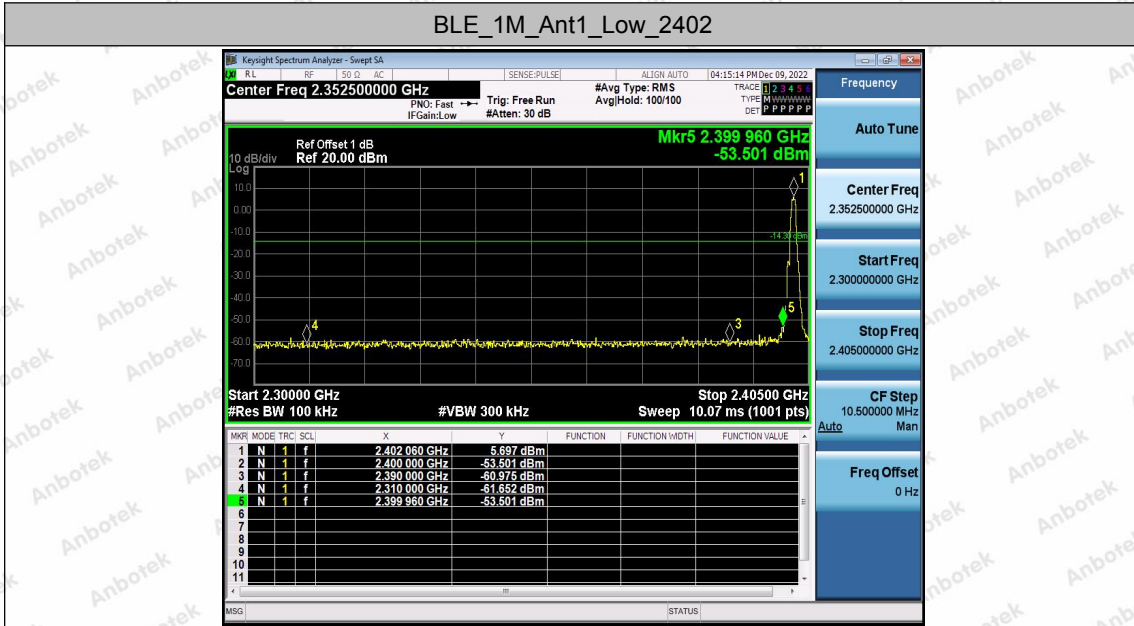 BLE_1M_Ant1_Low_2402
Keysight Spectrum Analyzer - Swept SA
LXI RL RF 50 Ω AC SENSE:PULSE ALIGN AUTO 04:15:14 PM Dec 09, 2022
Center Freq 2.352500000 GHz
PNO: Fast
IFGain:Low
Trig: Free Run
#Atten: 30 dB
#Avg Type: RMS
Avg|Hold: 100/100
TRACE 1 2 3 4 5 6
TYPE M WWWWW
DET P P P P P P
Mkr5 2.399 960 GHz
-53.501 dBm
Ref Offset 1 dB
10 dB/div Ref 20.00 dBm
Log
10.0
0.00
-10.0
-20.0
-30.0
-40.0
-50.0
-60.0
-70.0
1
-14.30 dBm
5
4
3
Start 2.30000 GHz Stop 2.40500 GHz
#Res BW 100 kHz #VBW 300 kHz Sweep 10.07 ms (1001 pts)
MKR MODE TRC SCL X Y FUNCTION FUNCTION WIDTH FUNCTION VALUE
1 N 1 f 2.402 060 GHz 5.697 dBm
2 N 1 f 2.400 000 GHz -53.501 dBm
3 N 1 f 2.390 000 GHz -60.975 dBm
4 N 1 f 2.310 000 GHz -61.652 dBm
5 N 1 f 2.399 960 GHz -53.501 dBm
6
7
8
9
10
11
MSG STATUS
Frequency
Auto Tune
Center Freq
2.352500000 GHz
Start Freq
2.300000000 GHz
Stop Freq
2.405000000 GHz
CF Step
10.500000 MHz
Auto Man
Freq Offset
0 Hz
Anbotek